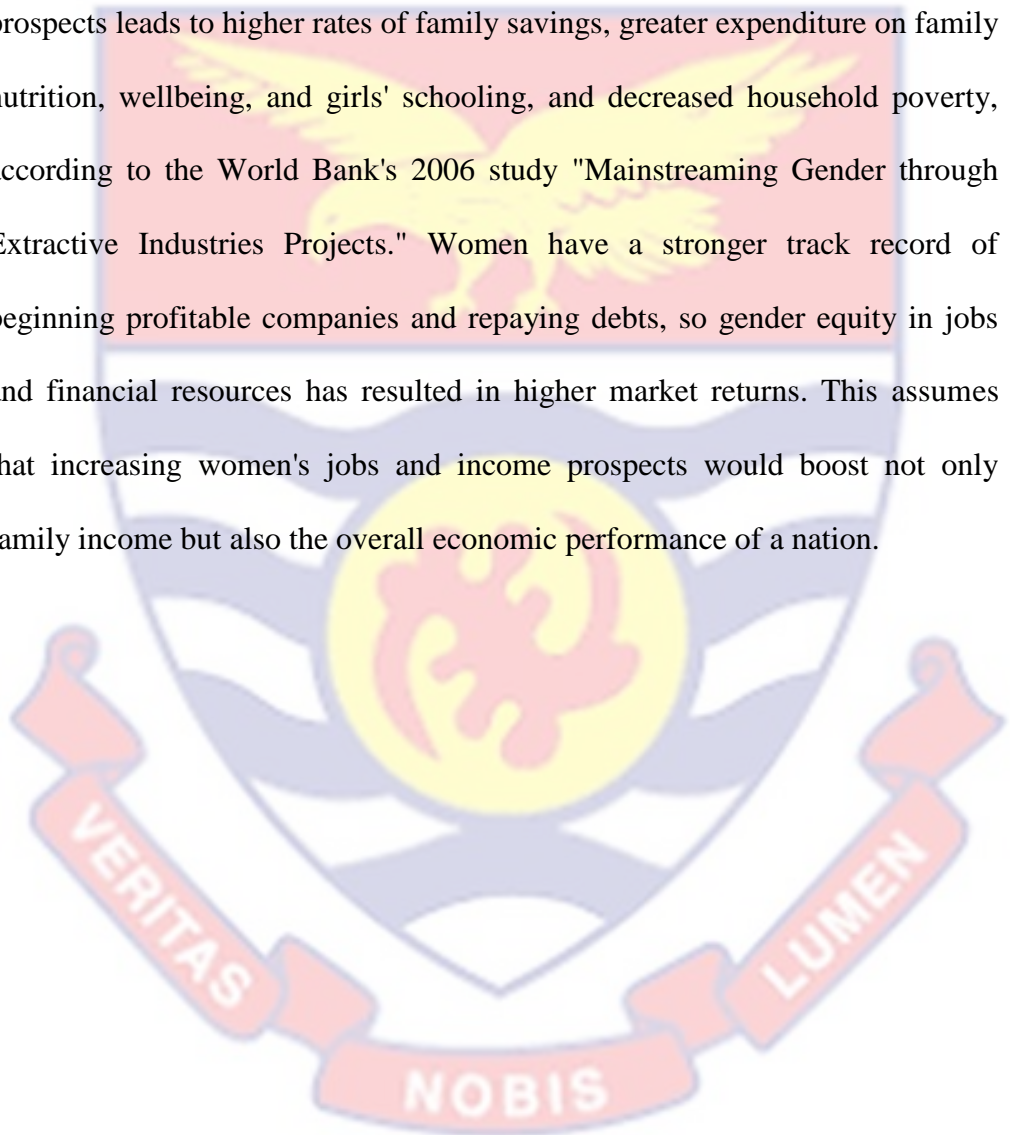 prospects leads to higher rates of family savings, greater expenditure on family
nutrition, wellbeing, and girls' schooling, and decreased household poverty,
according to the World Bank's 2006 study "Mainstreaming Gender through
Extractive Industries Projects." Women have a stronger track record of
beginning profitable companies and repaying debts, so gender equity in jobs
and financial resources has resulted in higher market returns. This assumes
that increasing women's jobs and income prospects would boost not only
family income but also the overall economic performance of a nation.
VERITAS
NOBIS
LUMEN